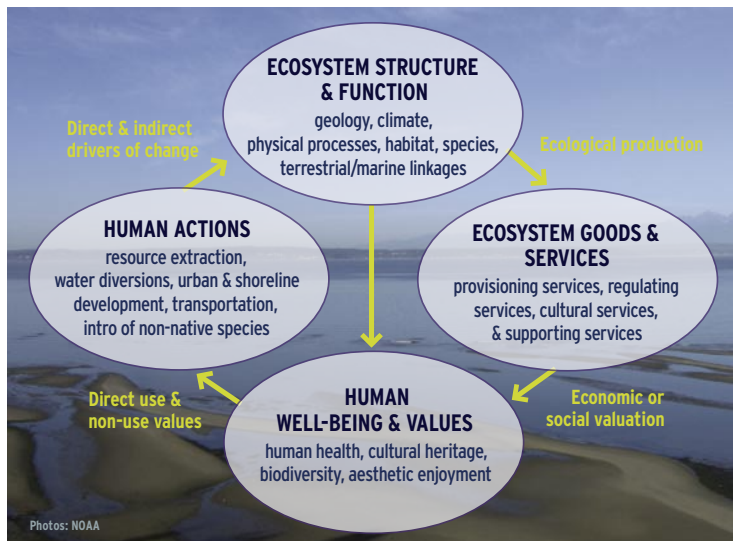 ECOSYSTEM STRUCTURE
& FUNCTION
geology, climate,
physical processes, habitat, species,
terrestrial/marine linkages
Direct & indirect
drivers of change
Ecological production
HUMAN ACTIONS
resource extraction,
water diversions, urban & shoreline
development, transportation,
intro of non-native species
ECOSYSTEM GOODS &
SERVICES
provisioning services, regulating
services, cultural services,
& supporting services
Direct use &
non-use values
HUMAN
WELL-BEING & VALUES
human health, cultural heritage,
biodiversity, aesthetic enjoyment
Economic or
social valuation
Photos: NOAA